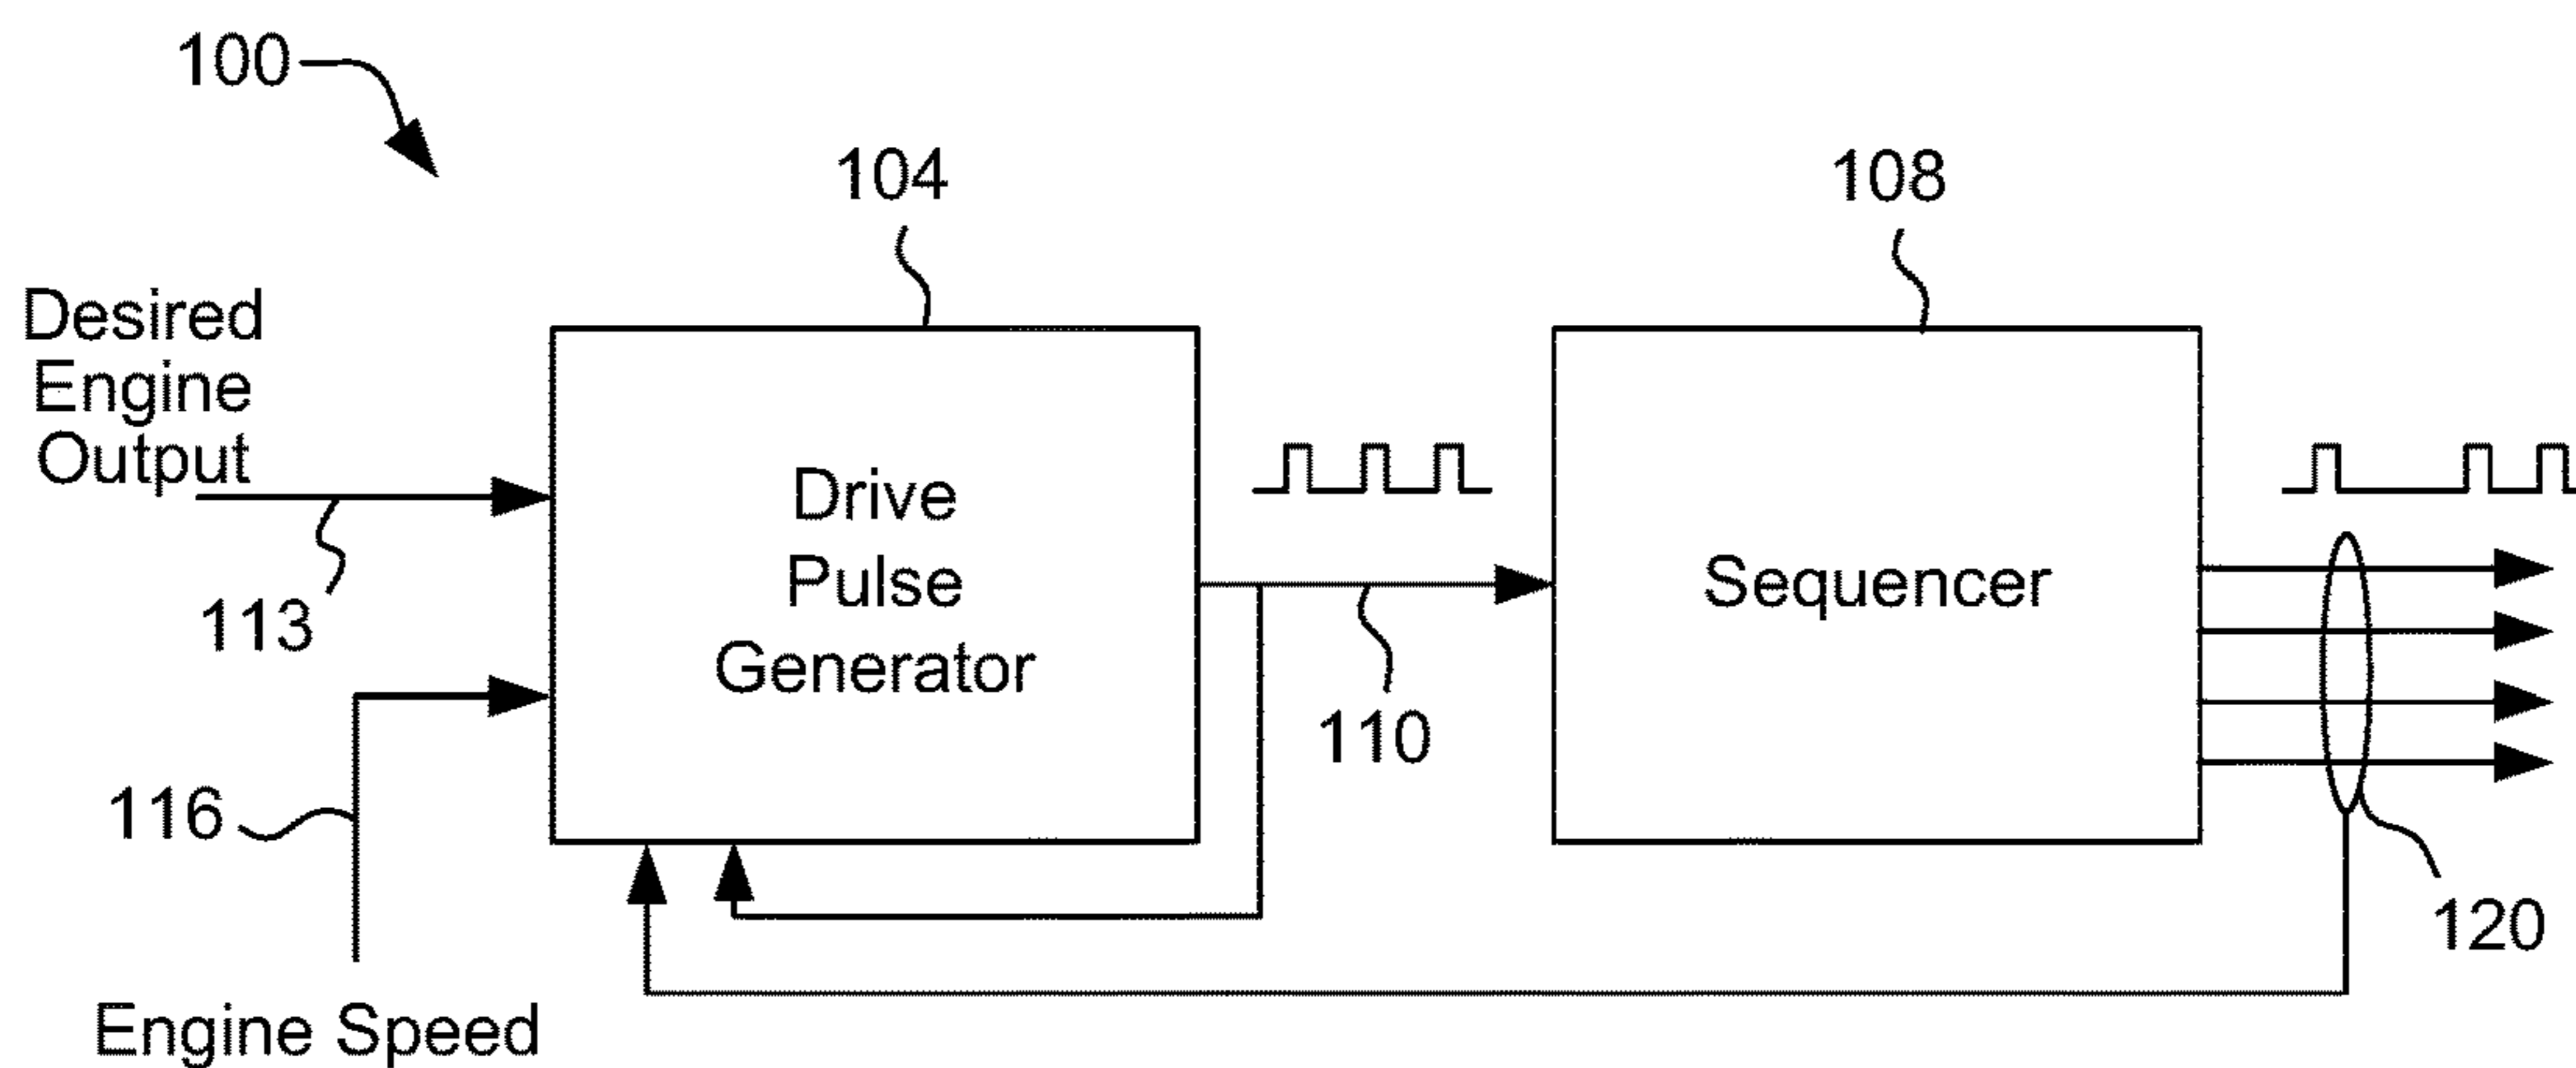 100
104
108
Desired
Engine
Output
Drive
Pulse
Generator
Sequencer
113
110
116
120
Engine Speed